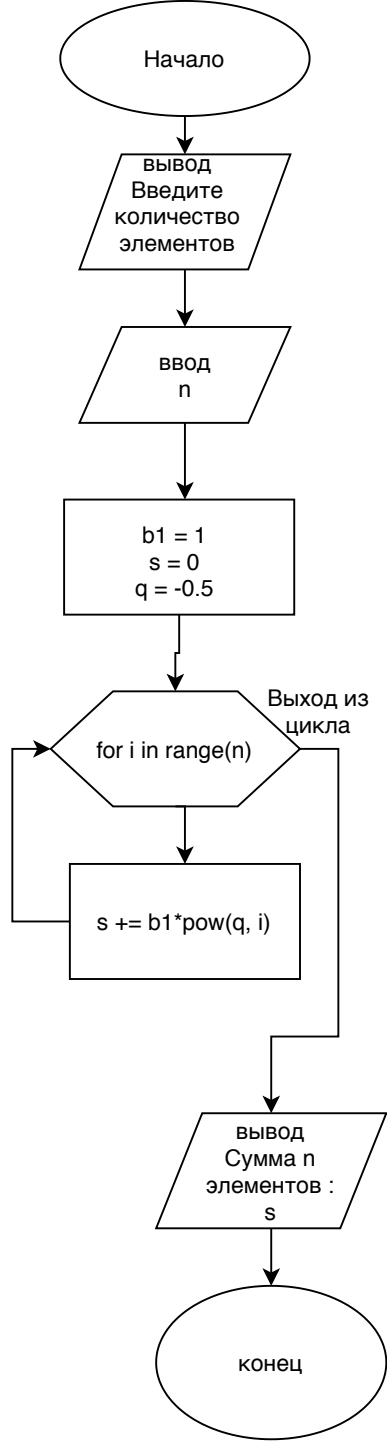 Начало
вывод
Введите
количество
элементов
ввод
n
b1 = 1
s = 0
q = -0.5
Выход из
цикла
for i in range(n)
s += b1*pow(q, i)
вывод
Сумма n
элементов :
s
конец